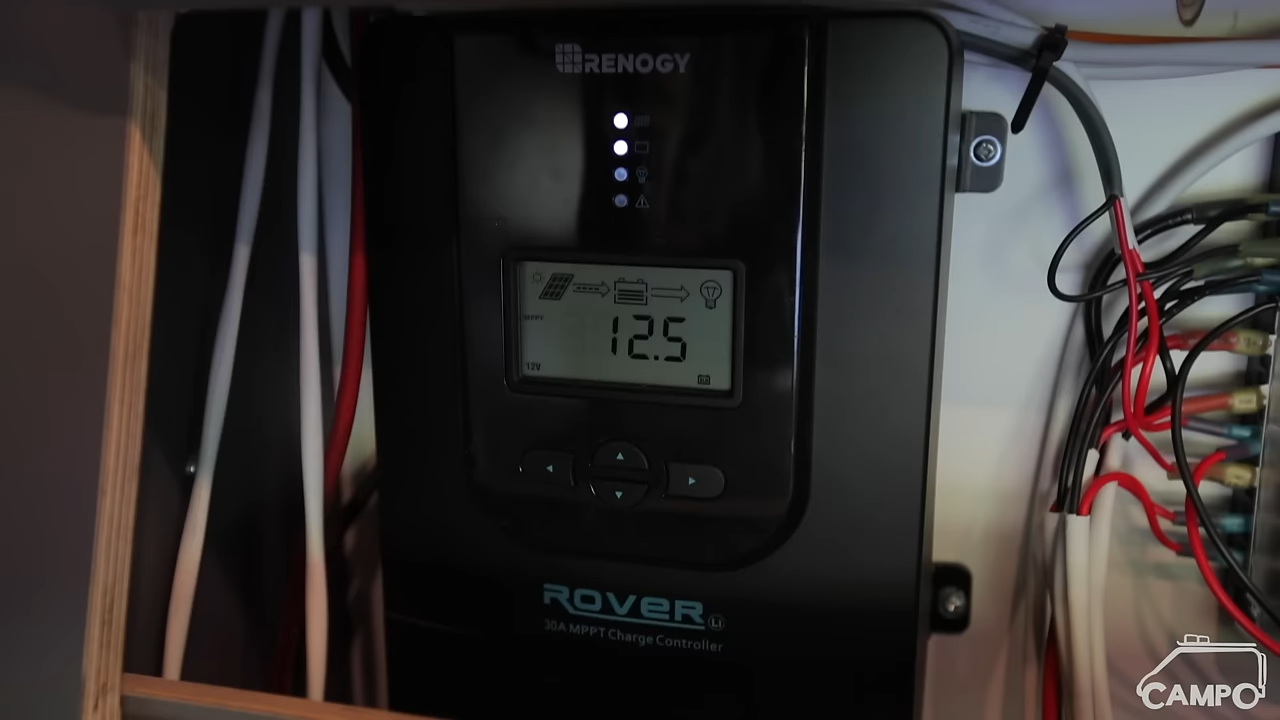 RENOGY
MPPT
12.5
12V
ROVER Li
30A MPPT Charge Controller
CAMPO